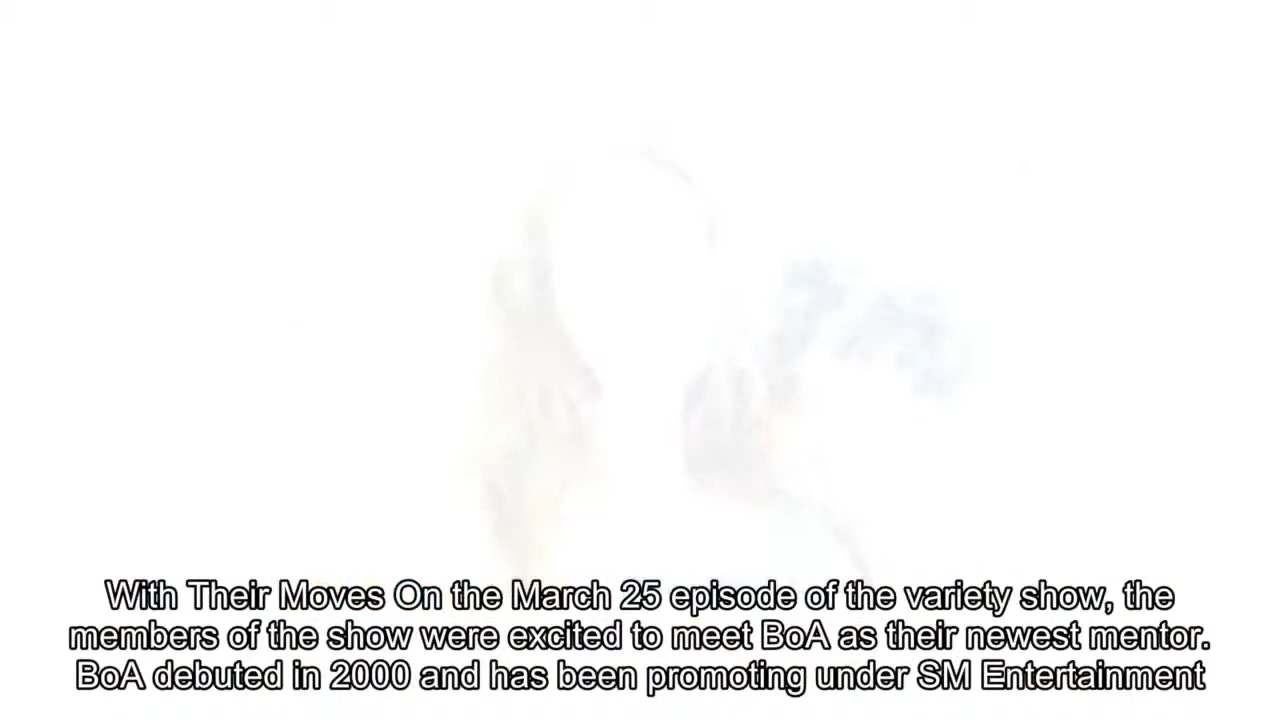 With Their Moves On the March 25 episode of the variety show, the
members of the show were excited to meet BoA as their newest mentor.
BoA debuted in 2000 and has been promoting under SM Entertainment